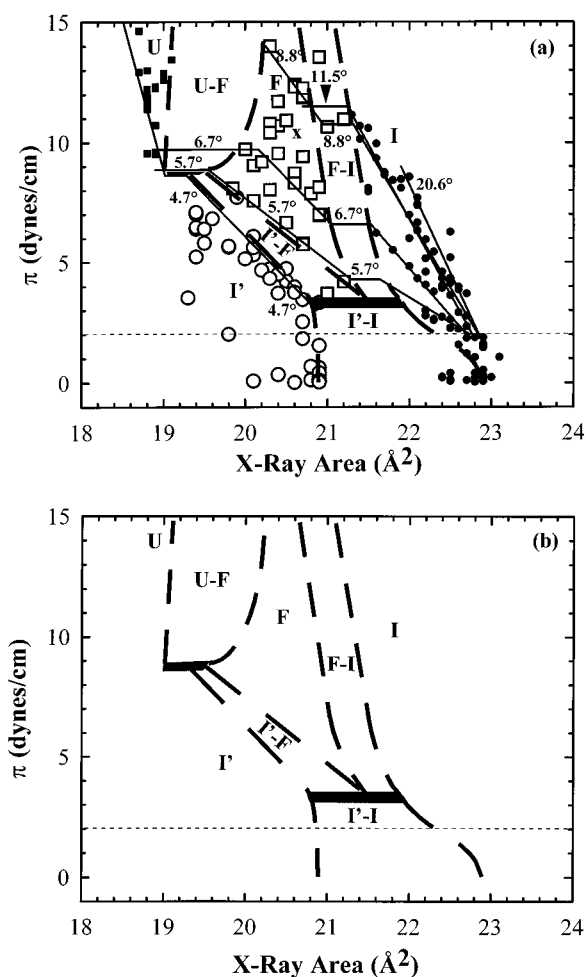 15
U
U-F
8.8°
F
11.5°
(a)
x
8.8°
I
10
6.7°
F-I
20.6°
5.7°
4.7°
5.7°
6.7°
I'-F
5
5.7°
I'
4.7°
I'-I
0
π (dynes/cm)
18 19 20 21 22 23 24
X-Ray Area (Å²)
15
U
(b)
U-F
F
I
10
F-I
I'-F
I'
5
I'-I
0
π (dynes/cm)
18 19 20 21 22 23 24
X-Ray Area (Å²)